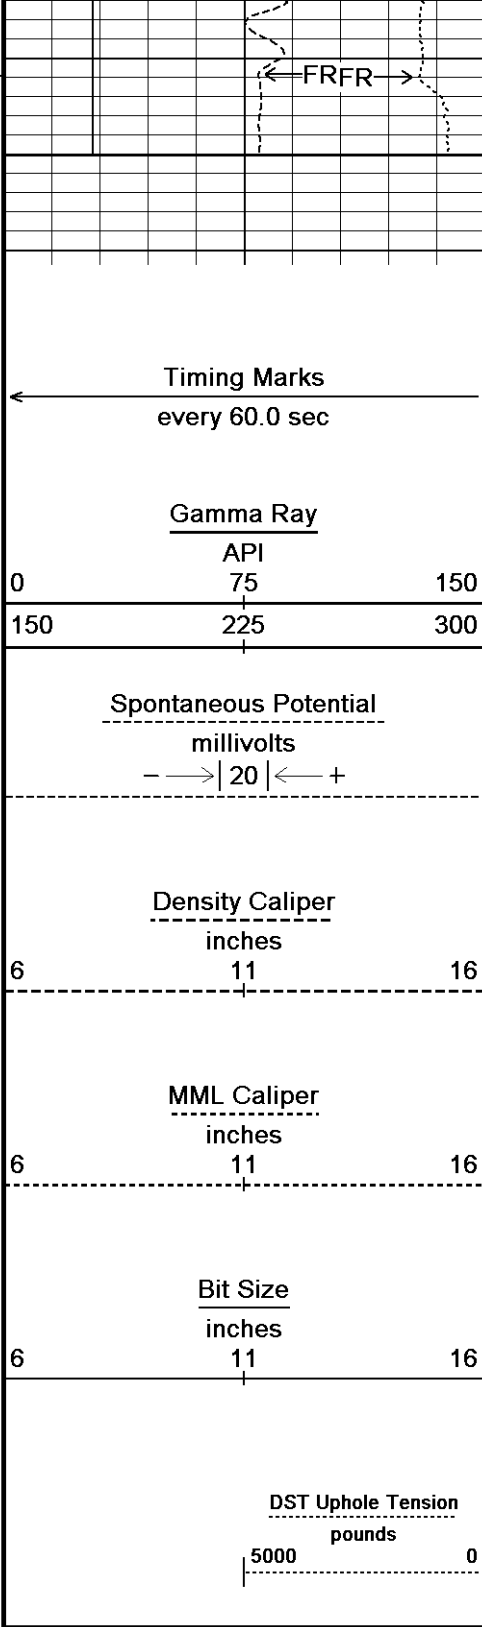 FR FR
Timing Marks
every 60.0 sec
Gamma Ray
API
0 75 150
150 225 300
Spontaneous Potential
millivolts
− 20 +
Density Caliper
inches
6 11 16
MML Caliper
inches
6 11 16
Bit Size
inches
6 11 16
DST Uphole Tension
pounds
5000 0